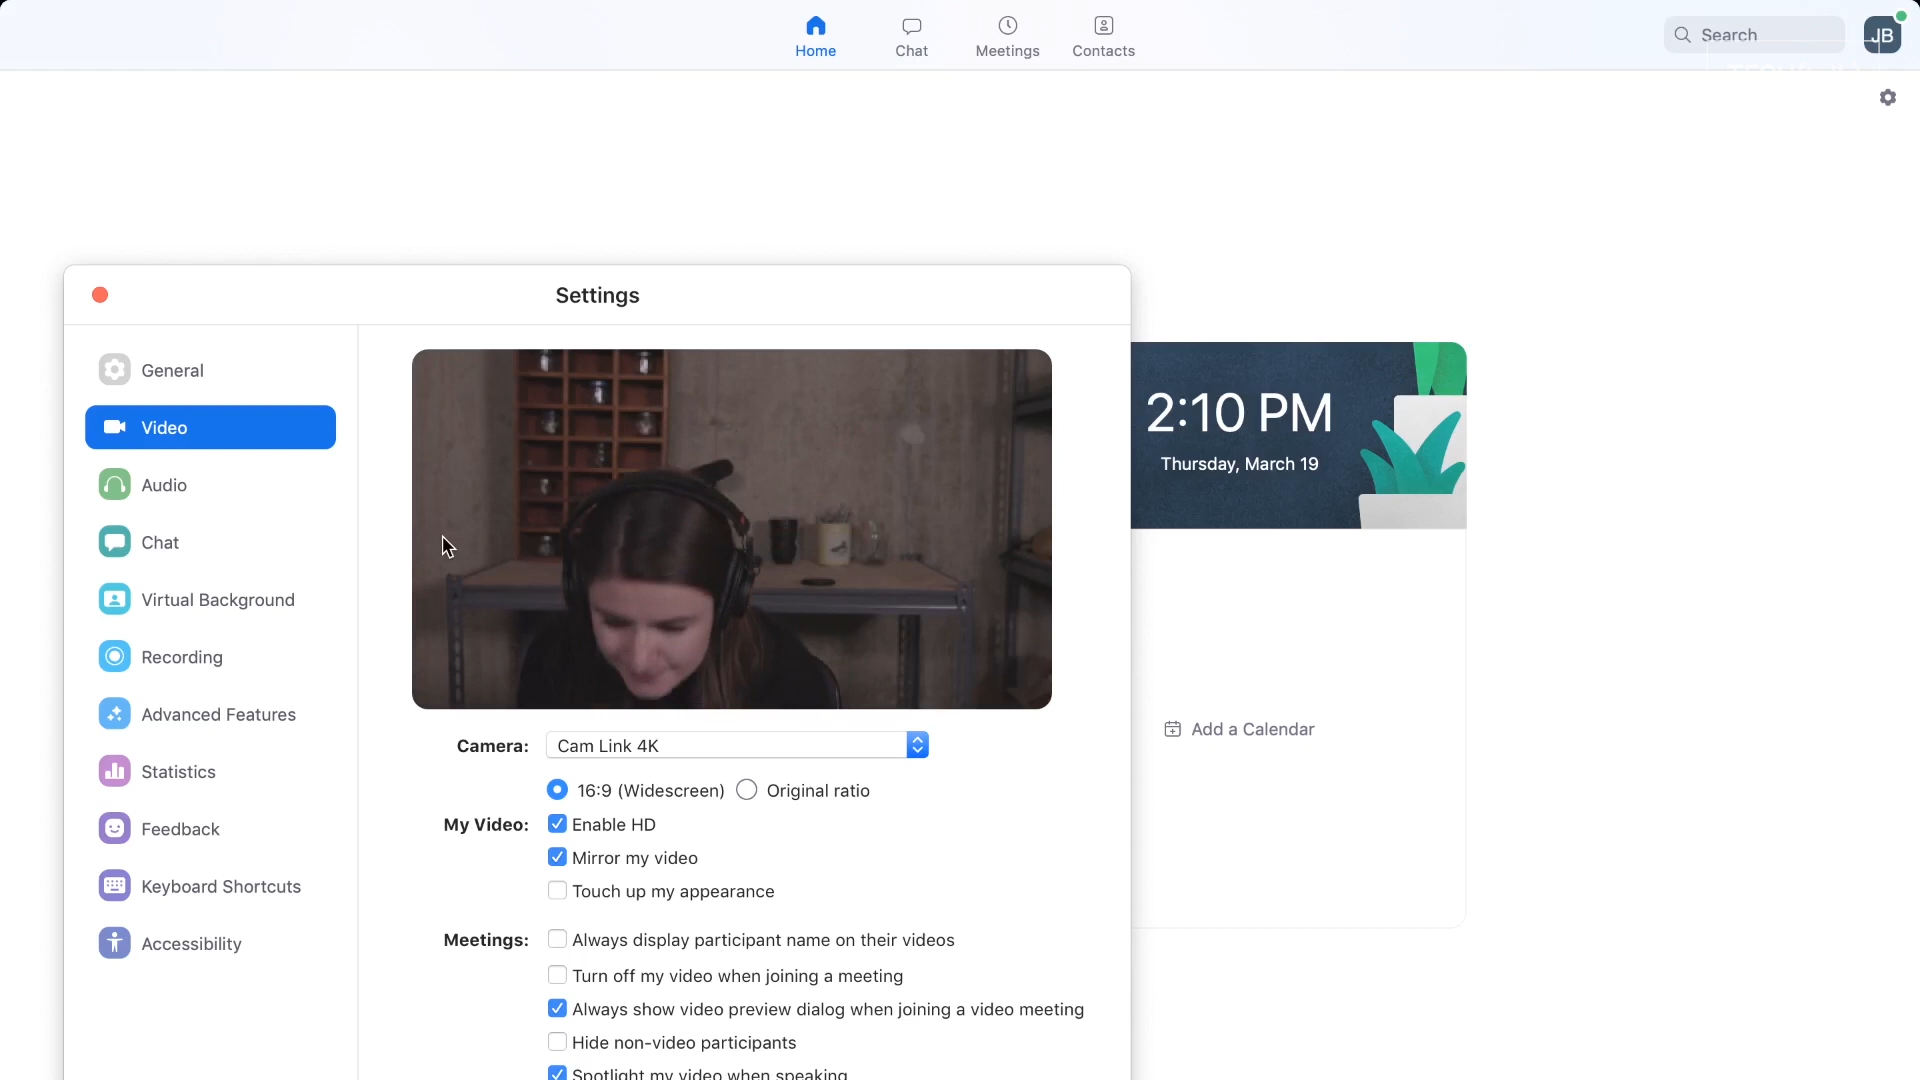 Home
Chat
Meetings
Contacts
Search
JB
Settings
General
Video
Audio
Chat
Virtual Background
Recording
Advanced Features
Statistics
Feedback
Keyboard Shortcuts
Accessibility
2:10 PM
Thursday, March 19
Add a Calendar
Camera: Cam Link 4K
16:9 (Widescreen) Original ratio
My Video: Enable HD
Mirror my video
Touch up my appearance
Meetings: Always display participant name on their videos
Turn off my video when joining a meeting
Always show video preview dialog when joining a video meeting
Hide non-video participants
Spotlight my video when speaking